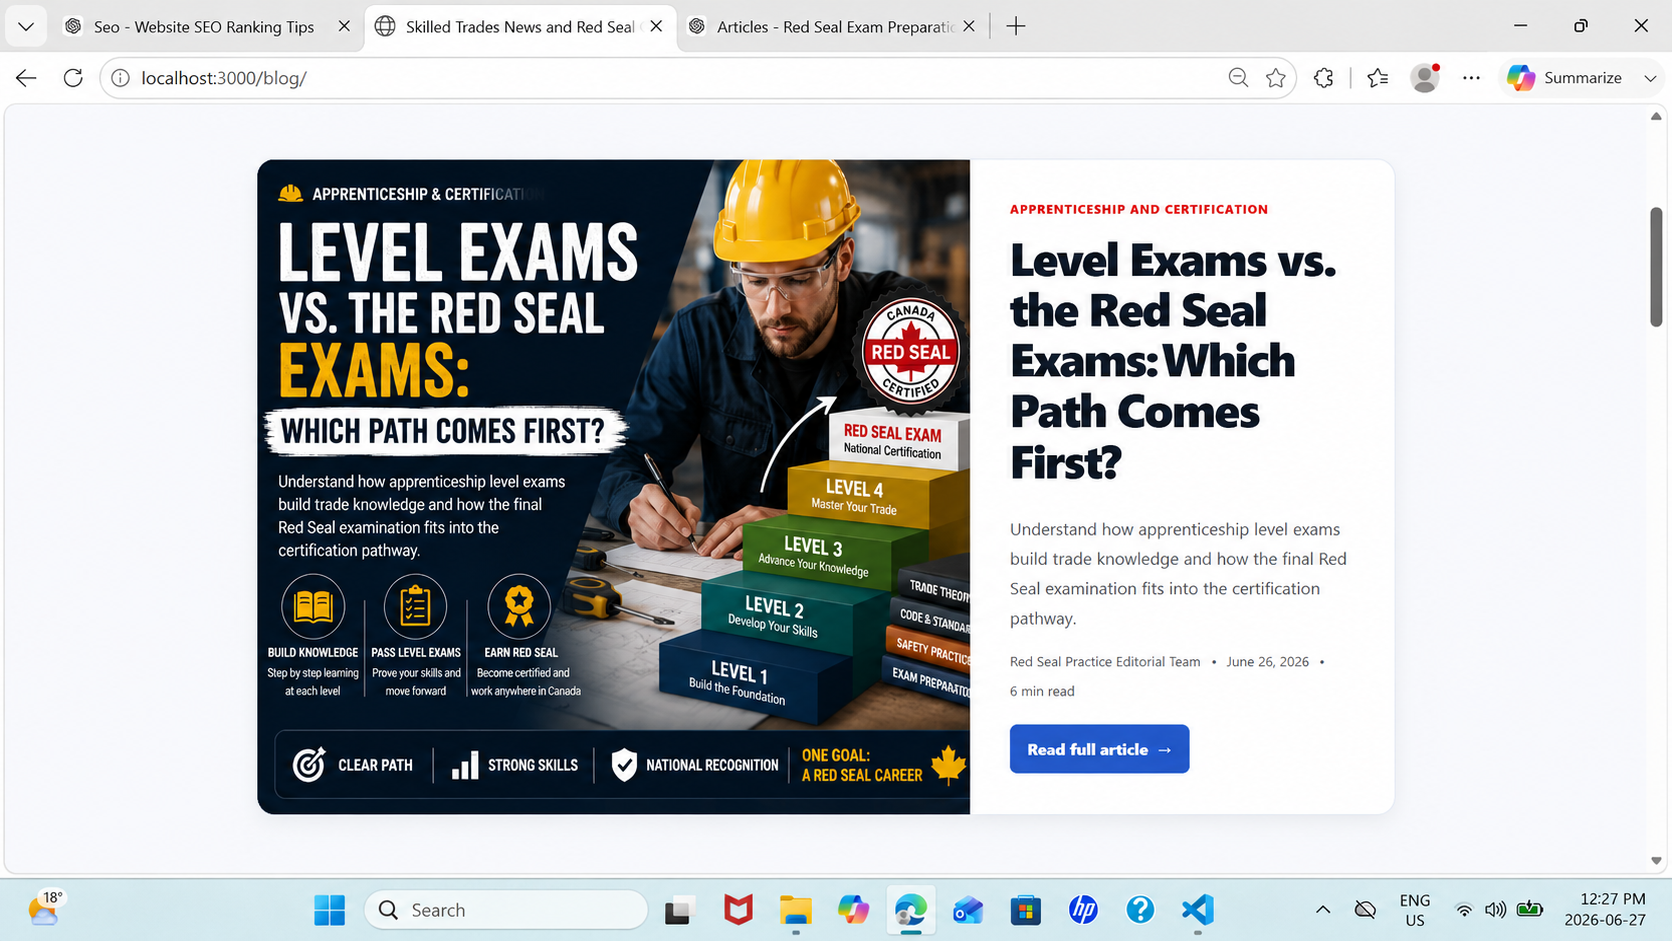 Seo - Website SEO Ranking Tips
Skilled Trades News and Red Seal
Articles - Red Seal Exam Preparatic
localhost:3000/blog/
Summarize
APPRENTICESHIP & CERTIFICATION
LEVEL EXAMS
VS. THE RED SEAL
EXAMS:
WHICH PATH COMES FIRST?
Understand how apprenticeship level exams
build trade knowledge and how the final
Red Seal examination fits into the
certification pathway.
BUILD KNOWLEDGE
Step by step learning
at each level
PASS LEVEL EXAMS
Prove your skills and
move forward
EARN RED SEAL
Become certified and
work anywhere in Canada
CANADA
RED SEAL
CERTIFIED
RED SEAL EXAM
National Certification
LEVEL 4
Master Your Trade
LEVEL 3
Advance Your Knowledge
LEVEL 2
Develop Your Skills
LEVEL 1
Build the Foundation
TRADE THEOR
CODE & STANDAR
SAFETY PRACTICE
EXAM PREPARATIO
CLEAR PATH
STRONG SKILLS
NATIONAL RECOGNITION
ONE GOAL:
A RED SEAL CAREER
APPRENTICESHIP AND CERTIFICATION
Level Exams vs.
the Red Seal
Exams: Which
Path Comes
First?
Understand how apprenticeship level exams
build trade knowledge and how the final Red
Seal examination fits into the certification
pathway.
Red Seal Practice Editorial Team • June 26, 2026 •
6 min read
Read full article →
18°
Search
hp
ENG
US
12:27 PM
2026-06-27